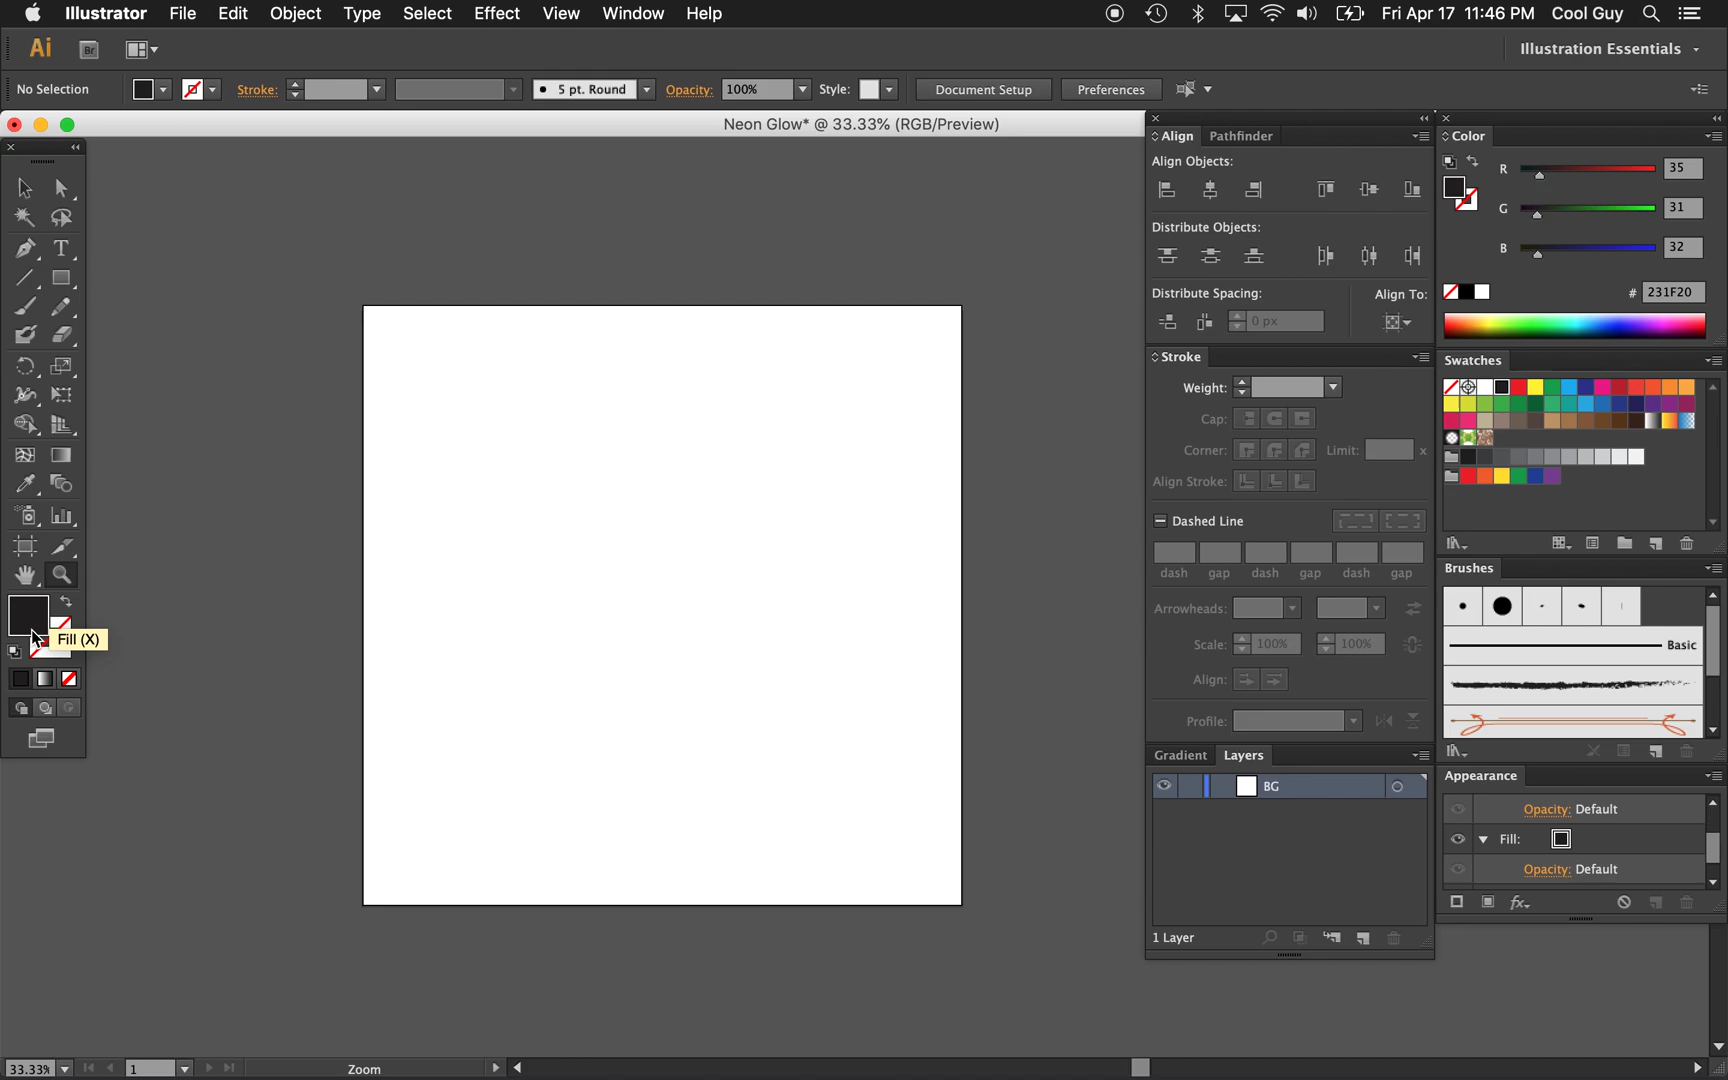 Illustrator File Edit Object Type Select Effect View Window Help
Fri Apr 17 11:46 PM Cool Guy
Ai Br
Illustration Essentials
No Selection Stroke: 5 pt. Round Opacity: 100% Style: Document Setup Preferences
Neon Glow* @ 33.33% (RGB/Preview)
Align Pathfinder
Align Objects:
Distribute Objects:
Distribute Spacing: Align To:
0 px
Stroke
Weight:
Cap:
Corner: Limit: x
Align Stroke:
Dashed Line
dash gap dash gap dash gap
Arrowheads:
Scale: 100% 100%
Align:
Profile:
Gradient Layers
BG
1 Layer
Color
R 35
G 31
B 32
# 231F20
Swatches
Brushes
Basic
Appearance
Opacity: Default
Fill:
Opacity: Default
fx
T
Fill (X)
33.33% 1 Zoom